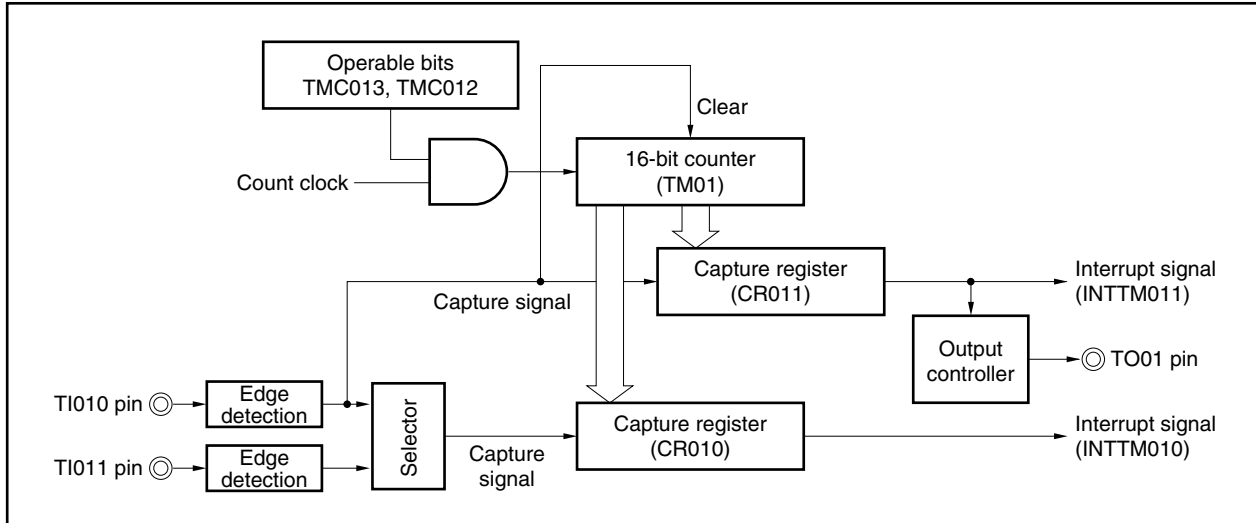 Operable bits
TMC013, TMC012
Clear
16-bit counter
(TM01)
Count clock
Capture register
(CR011)
Interrupt signal
(INTTM011)
Capture signal
Output
controller
TO01 pin
TI010 pin
Edge
detection
Selector
Capture register
(CR010)
Interrupt signal
(INTTM010)
TI011 pin
Edge
detection
Capture
signal